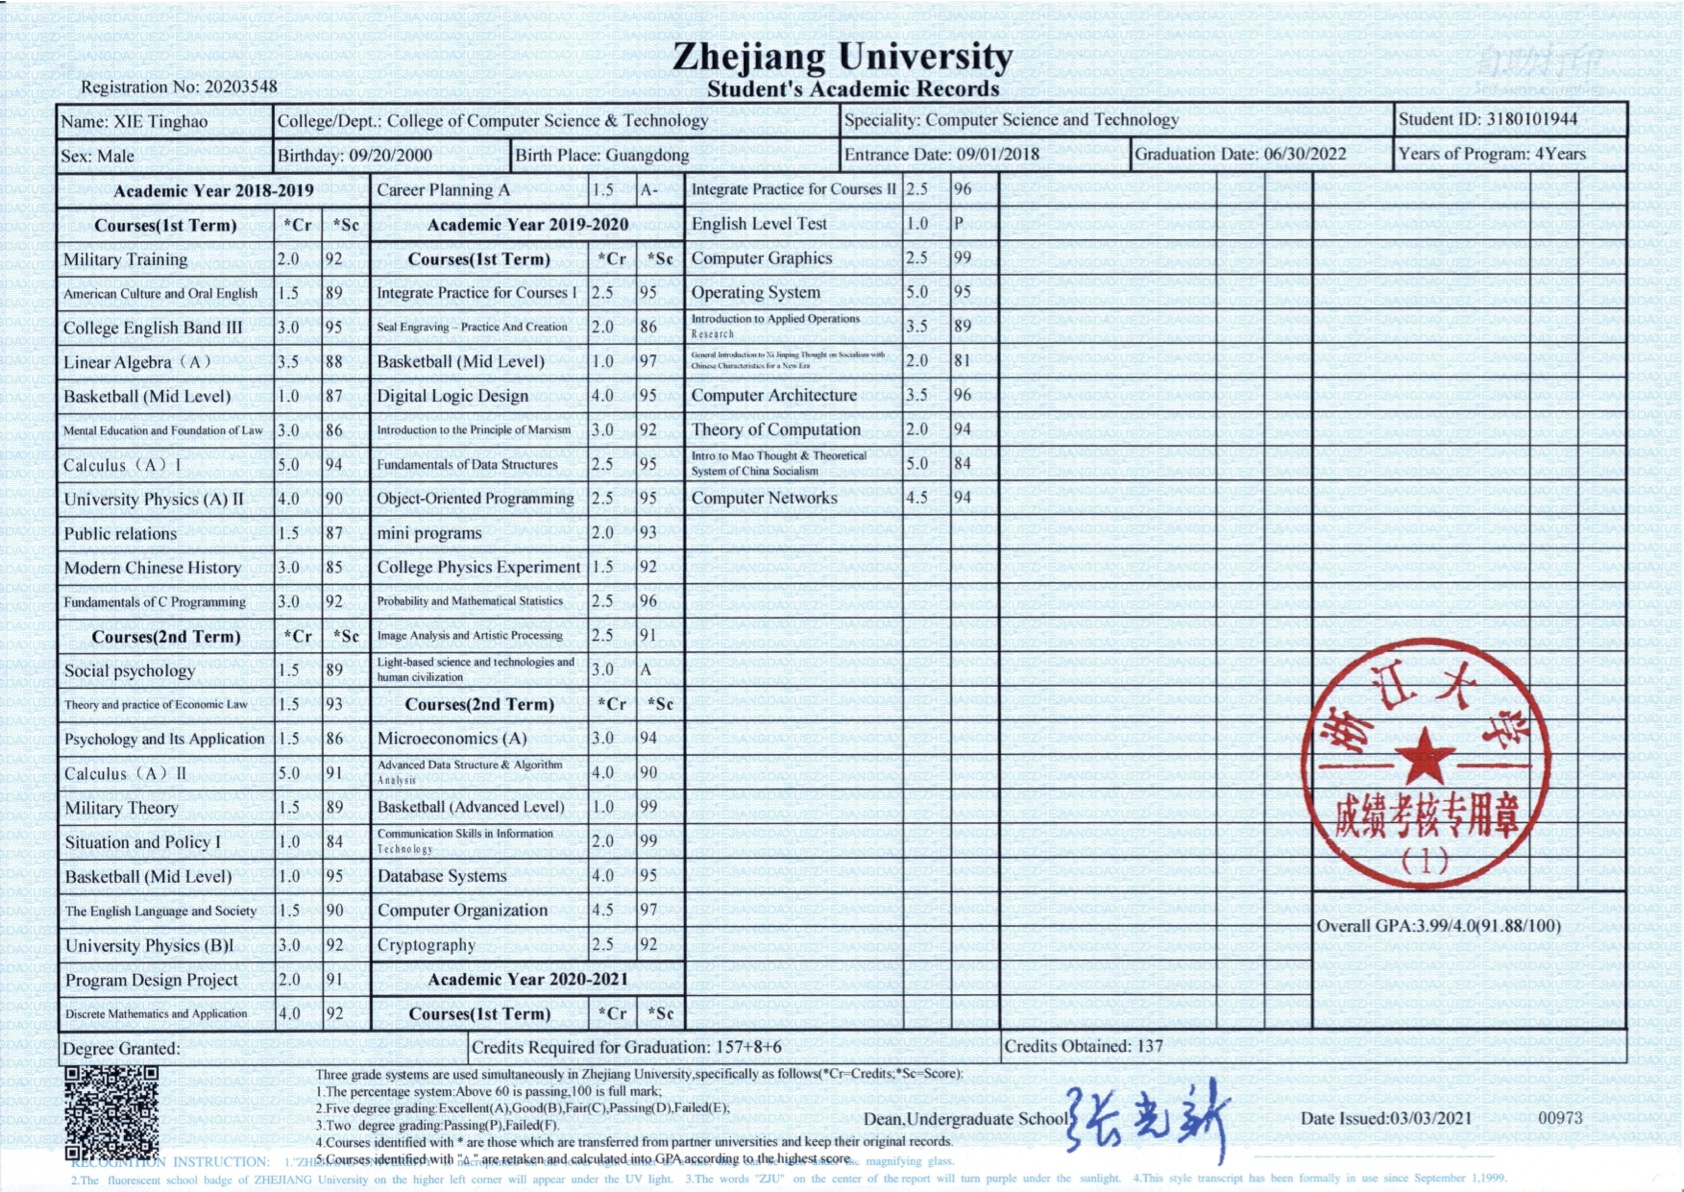 Zhejiang University
Student's Academic Records
Registration No: 20203548
Name: XIE Tinghao College/Dept.: College of Computer Science & Technology Speciality: Computer Science and Technology Student ID: 3180101944
Sex: Male Birthday: 09/20/2000 Birth Place: Guangdong Entrance Date: 09/01/2018 Graduation Date: 06/30/2022 Years of Program: 4Years
Academic Year 2018-2019
Courses(1st Term) *Cr *Sc
Military Training 2.0 92
American Culture and Oral English 1.5 89
College English Band III 3.0 95
Linear Algebra（A） 3.5 88
Basketball (Mid Level) 1.0 87
Mental Education and Foundation of Law 3.0 86
Calculus（A）I 5.0 94
University Physics (A) II 4.0 90
Public relations 1.5 87
Modern Chinese History 3.0 85
Fundamentals of C Programming 3.0 92
Courses(2nd Term) *Cr *Sc
Social psychology 1.5 89
Theory and practice of Economic Law 1.5 93
Psychology and Its Application 1.5 86
Calculus（A）II 5.0 91
Military Theory 1.5 89
Situation and Policy I 1.0 84
Basketball (Mid Level) 1.0 95
The English Language and Society 1.5 90
University Physics (B)I 3.0 92
Program Design Project 2.0 91
Discrete Mathematics and Application 4.0 92
Career Planning A 1.5 A-
Academic Year 2019-2020
Courses(1st Term) *Cr *Sc
Integrate Practice for Courses I 2.5 95
Seal Engraving – Practice And Creation 2.0 86
Basketball (Mid Level) 1.0 97
Digital Logic Design 4.0 95
Introduction to the Principle of Marxism 3.0 92
Fundamentals of Data Structures 2.5 95
Object-Oriented Programming 2.5 95
mini programs 2.0 93
College Physics Experiment 1.5 92
Probability and Mathematical Statistics 2.5 96
Image Analysis and Artistic Processing 2.5 91
Light-based science and technologies and
human civilization 3.0 A
Courses(2nd Term) *Cr *Sc
Microeconomics (A) 3.0 94
Advanced Data Structure & Algorithm
Analysis 4.0 90
Basketball (Advanced Level) 1.0 99
Communication Skills in Information
Technology 2.0 99
Database Systems 4.0 95
Computer Organization 4.5 97
Cryptography 2.5 92
Academic Year 2020-2021
Courses(1st Term) *Cr *Sc
Integrate Practice for Courses II 2.5 96
English Level Test 1.0 P
Computer Graphics 2.5 99
Operating System 5.0 95
Introduction to Applied Operations
Research 3.5 89
General Introduction to Xi Jinping Thought on Socialism with
Chinese Characteristics for a New Era 2.0 81
Computer Architecture 3.5 96
Theory of Computation 2.0 94
Intro to Mao Thought & Theoretical
System of China Socialism 5.0 84
Computer Networks 4.5 94
浙江大学
成绩考核专用章
(1)
Overall GPA:3.99/4.0(91.88/100)
Degree Granted: Credits Required for Graduation: 157+8+6 Credits Obtained: 137
Three grade systems are used simultaneously in Zhejiang University,specifically as follows(*Cr=Credits;*Sc=Score):
1.The percentage system:Above 60 is passing,100 is full mark;
2.Five degree grading:Excellent(A),Good(B),Fair(C),Passing(D),Failed(E);
3.Two degree grading:Passing(P),Failed(F).
4.Courses identified with * are those which are transferred from partner universities and keep their original records.
5.Courses identified with "△" are retaken and calculated into GPA according to the highest score.
Dean,Undergraduate School: 张光新
Date Issued:03/03/2021 00973
RECOGNITION INSTRUCTION: magnifying glass.
2.The fluorescent school badge of ZHEJIANG University on the higher left corner will appear under the UV light. 3.The words "ZJU" on the center of the report will turn purple under the sunlight. 4.This style transcript has been formally in use since September 1,1999.